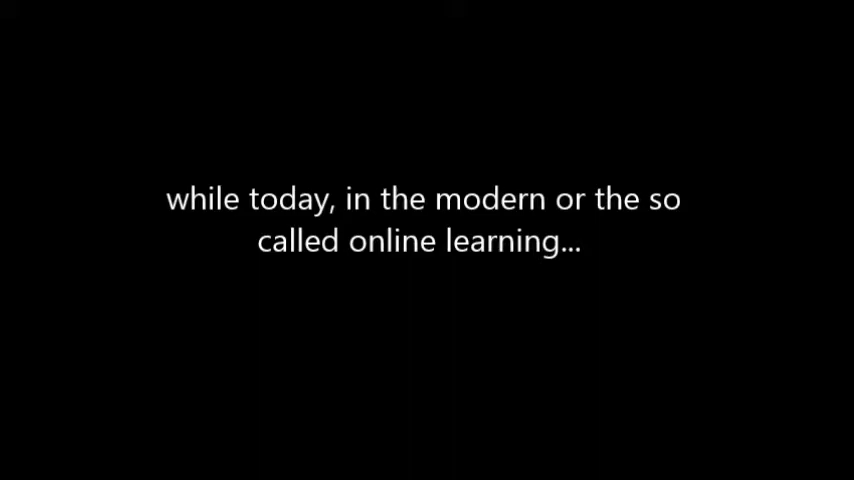 while today, in the modern or the so
called online learning...